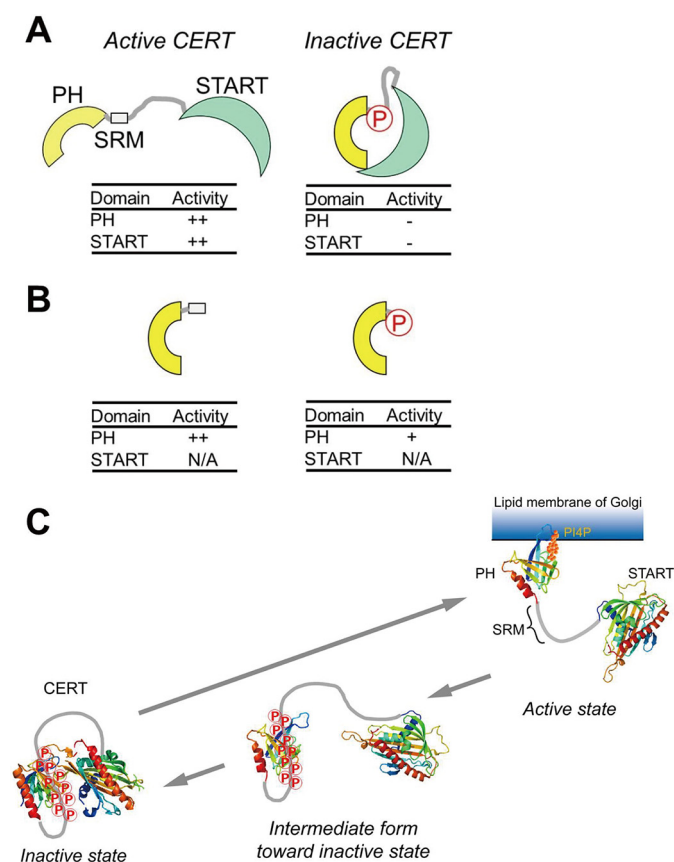 A
Active CERT
Inactive CERT
PH
START
SRM
P
Domain Activity
PH ++
START ++
Domain Activity
PH -
START -
B
P
Domain Activity
PH ++
START N/A
Domain Activity
PH +
START N/A
C
Lipid membrane of Golgi
PI4P
PH
START
SRM
Active state
CERT
P P P P P P P P P
P P P P P P P P P
Inactive state
Intermediate form
toward inactive state